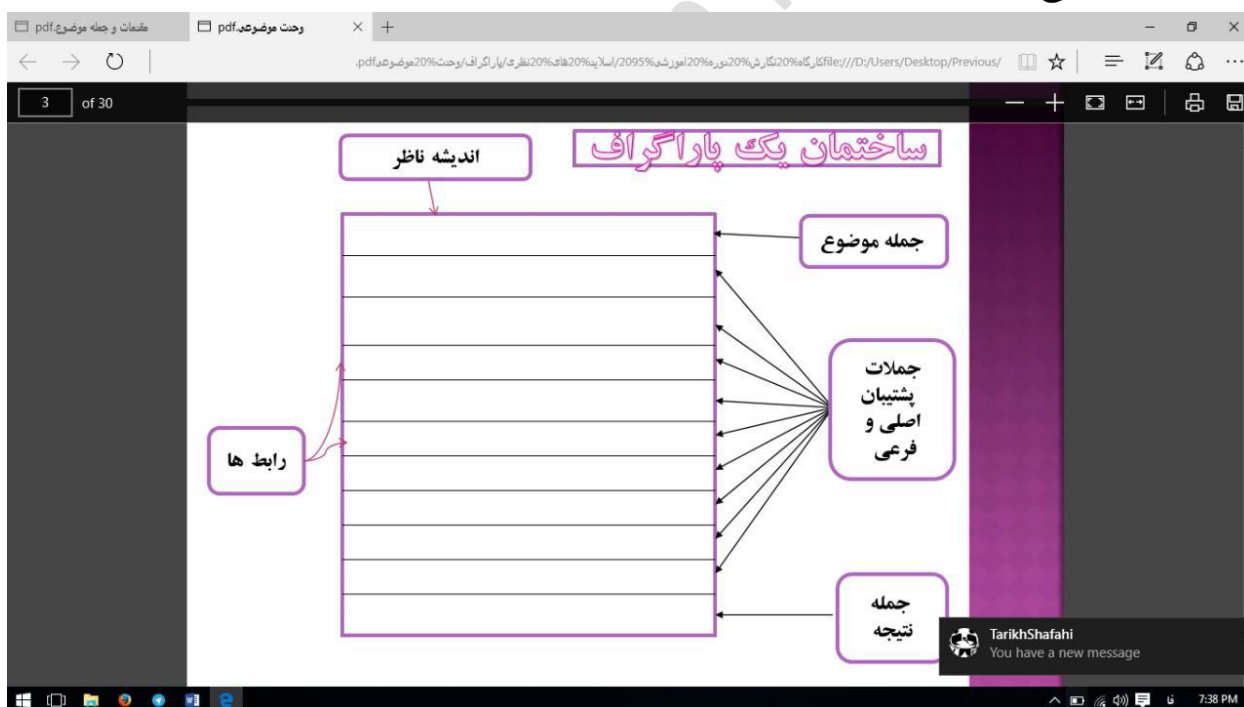 مقدمات و جمله موضوع.pdf
وحدت موضوعی.pdf
3 of 30
ساختمان یک پاراگراف
اندیشه ناظر
جمله موضوع
جملات
پشتیبان
اصلی و
فرعی
رابط ها
جمله
نتیجه
TarikhShafahi
You have a new message
فا
7:38 PM